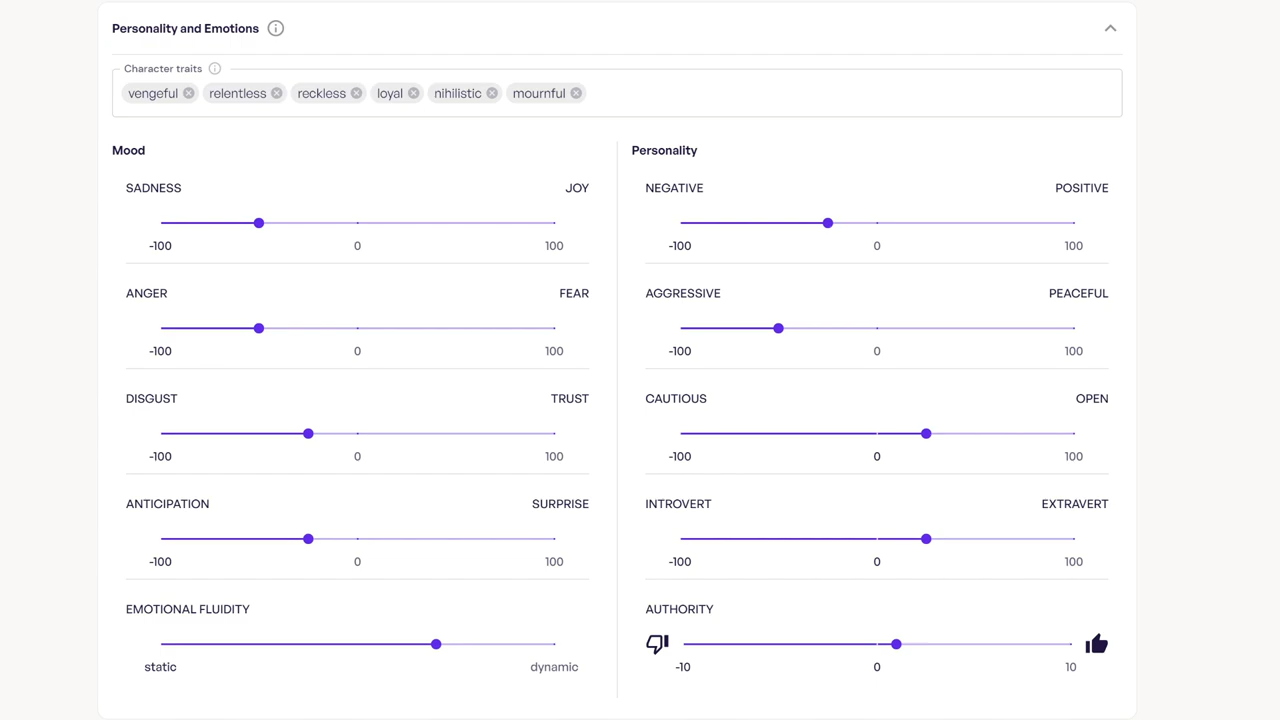 Personality and Emotions
Character traits
vengeful relentless reckless loyal nihilistic mournful
Mood
SADNESS JOY
-100 0 100
ANGER FEAR
-100 0 100
DISGUST TRUST
-100 0 100
ANTICIPATION SURPRISE
-100 0 100
EMOTIONAL FLUIDITY
static dynamic
Personality
NEGATIVE POSITIVE
-100 0 100
AGGRESSIVE PEACEFUL
-100 0 100
CAUTIOUS OPEN
-100 0 100
INTROVERT EXTRAVERT
-100 0 100
AUTHORITY
-10 0 10